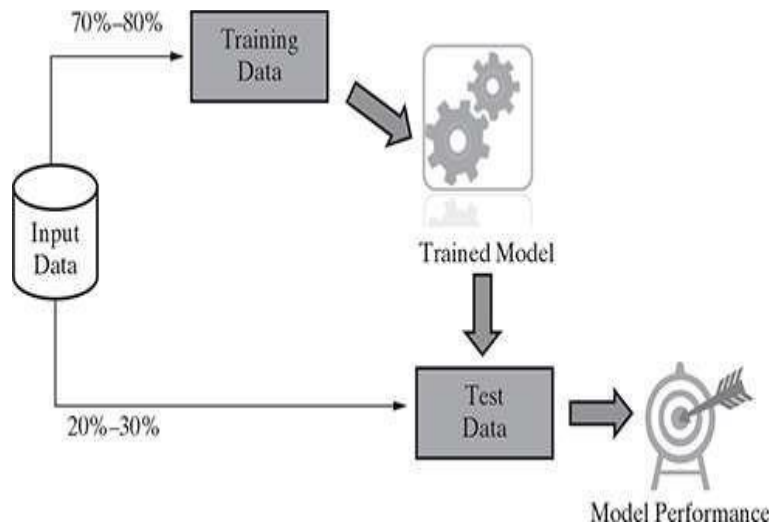 70%–80%
Training
Data
Input
Data
Trained Model
20%–30%
Test
Data
Model Performance